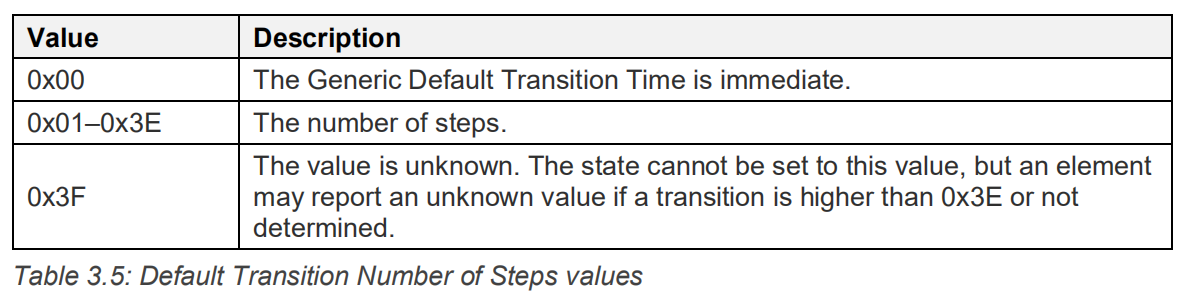 Value Description
0x00 The Generic Default Transition Time is immediate.
0x01–0x3E The number of steps.
The value is unknown. The state cannot be set to this value, but an element
0x3F may report an unknown value if a transition is higher than 0x3E or not
determined.
Table 3.5: Default Transition Number of Steps values